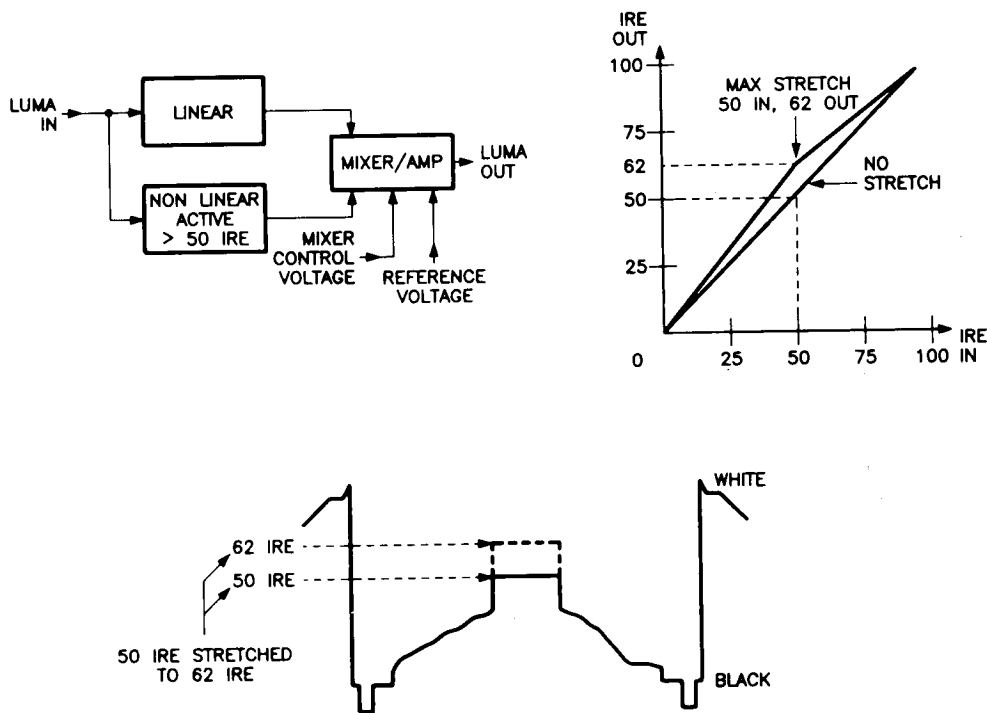 LUMA
IN
LINEAR
NON LINEAR
ACTIVE
> 50 IRE
MIXER/AMP
LUMA
OUT
MIXER
CONTROL
VOLTAGE
REFERENCE
VOLTAGE
IRE
OUT
100
75
62
50
25
0
25
50
75
100
IRE
IN
MAX STRETCH
50 IN, 62 OUT
NO
STRETCH
WHITE
62 IRE
50 IRE
50 IRE STRETCHED
TO 62 IRE
BLACK